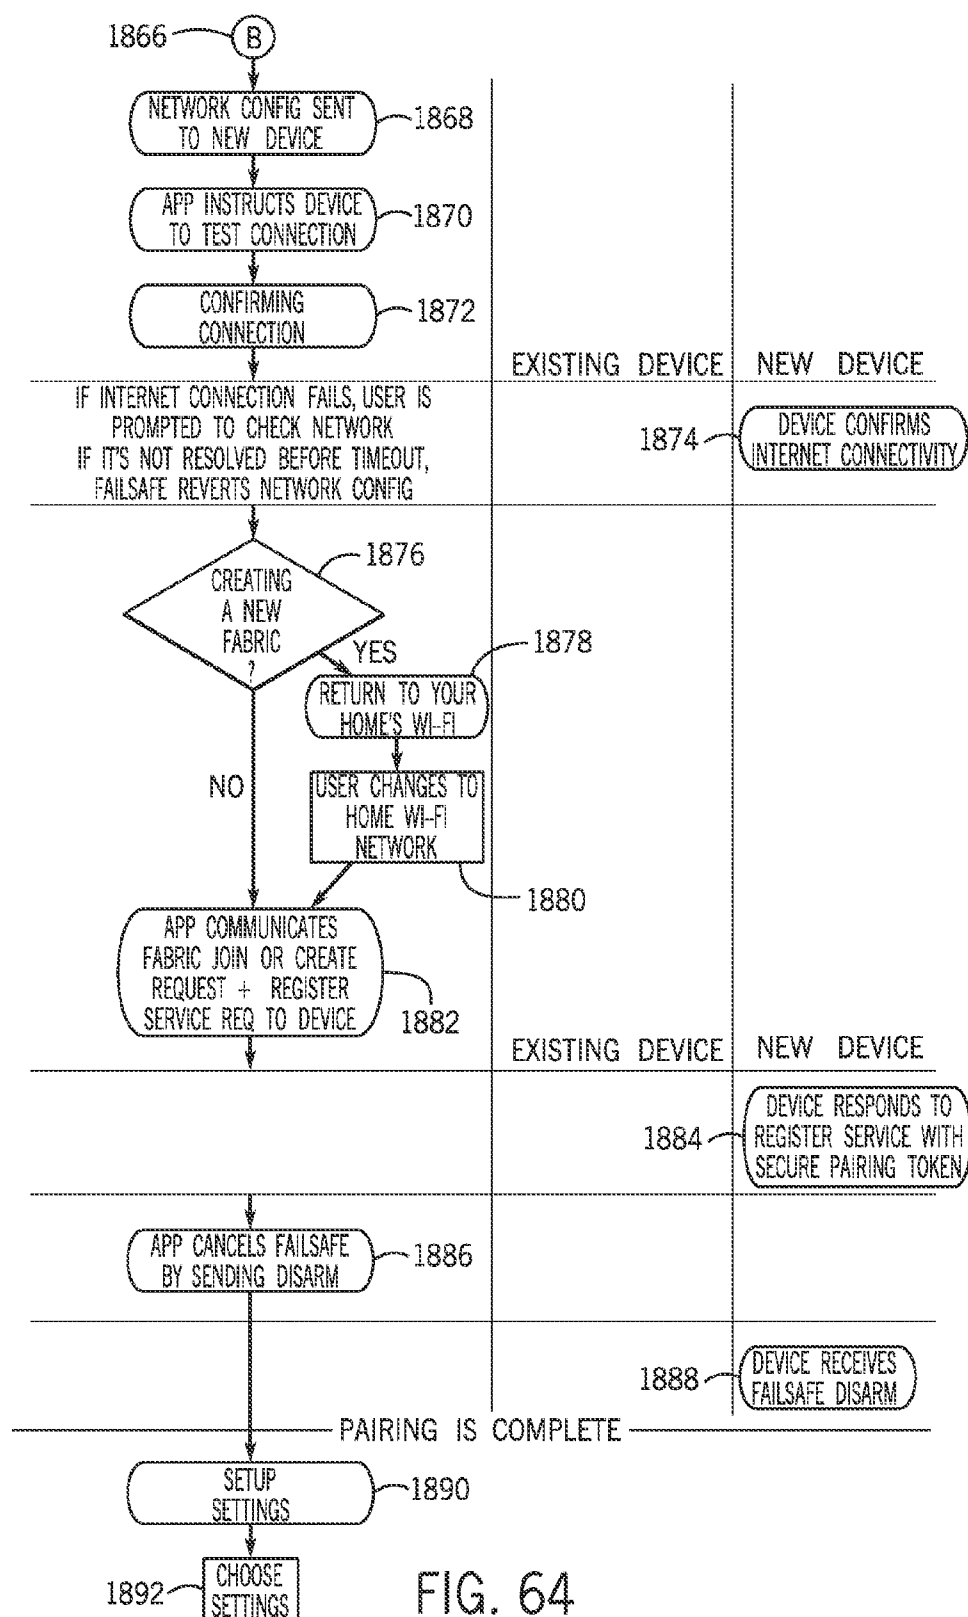 1866
B
NETWORK CONFIG SENT
TO NEW DEVICE
1868
APP INSTRUCTS DEVICE
TO TEST CONNECTION
1870
CONFIRMING
CONNECTION
1872
EXISTING DEVICE
NEW DEVICE
IF INTERNET CONNECTION FAILS, USER IS
PROMPTED TO CHECK NETWORK
IF IT'S NOT RESOLVED BEFORE TIMEOUT,
FAILSAFE REVERTS NETWORK CONFIG
1874
DEVICE CONFIRMS
INTERNET CONNECTIVITY
1876
CREATING
A NEW
FABRIC
?
YES
1878
RETURN TO YOUR
HOME'S WI-FI
NO
USER CHANGES TO
HOME WI-FI
NETWORK
1880
APP COMMUNICATES
FABRIC JOIN OR CREATE
REQUEST + REGISTER
SERVICE REQ TO DEVICE
1882
EXISTING DEVICE
NEW DEVICE
1884
DEVICE RESPONDS TO
REGISTER SERVICE WITH
SECURE PAIRING TOKEN
APP CANCELS FAILSAFE
BY SENDING DISARM
1886
1888
DEVICE RECEIVES
FAILSAFE DISARM
PAIRING IS COMPLETE
SETUP
SETTINGS
1890
1892
CHOOSE
SETTINGS
FIG. 64